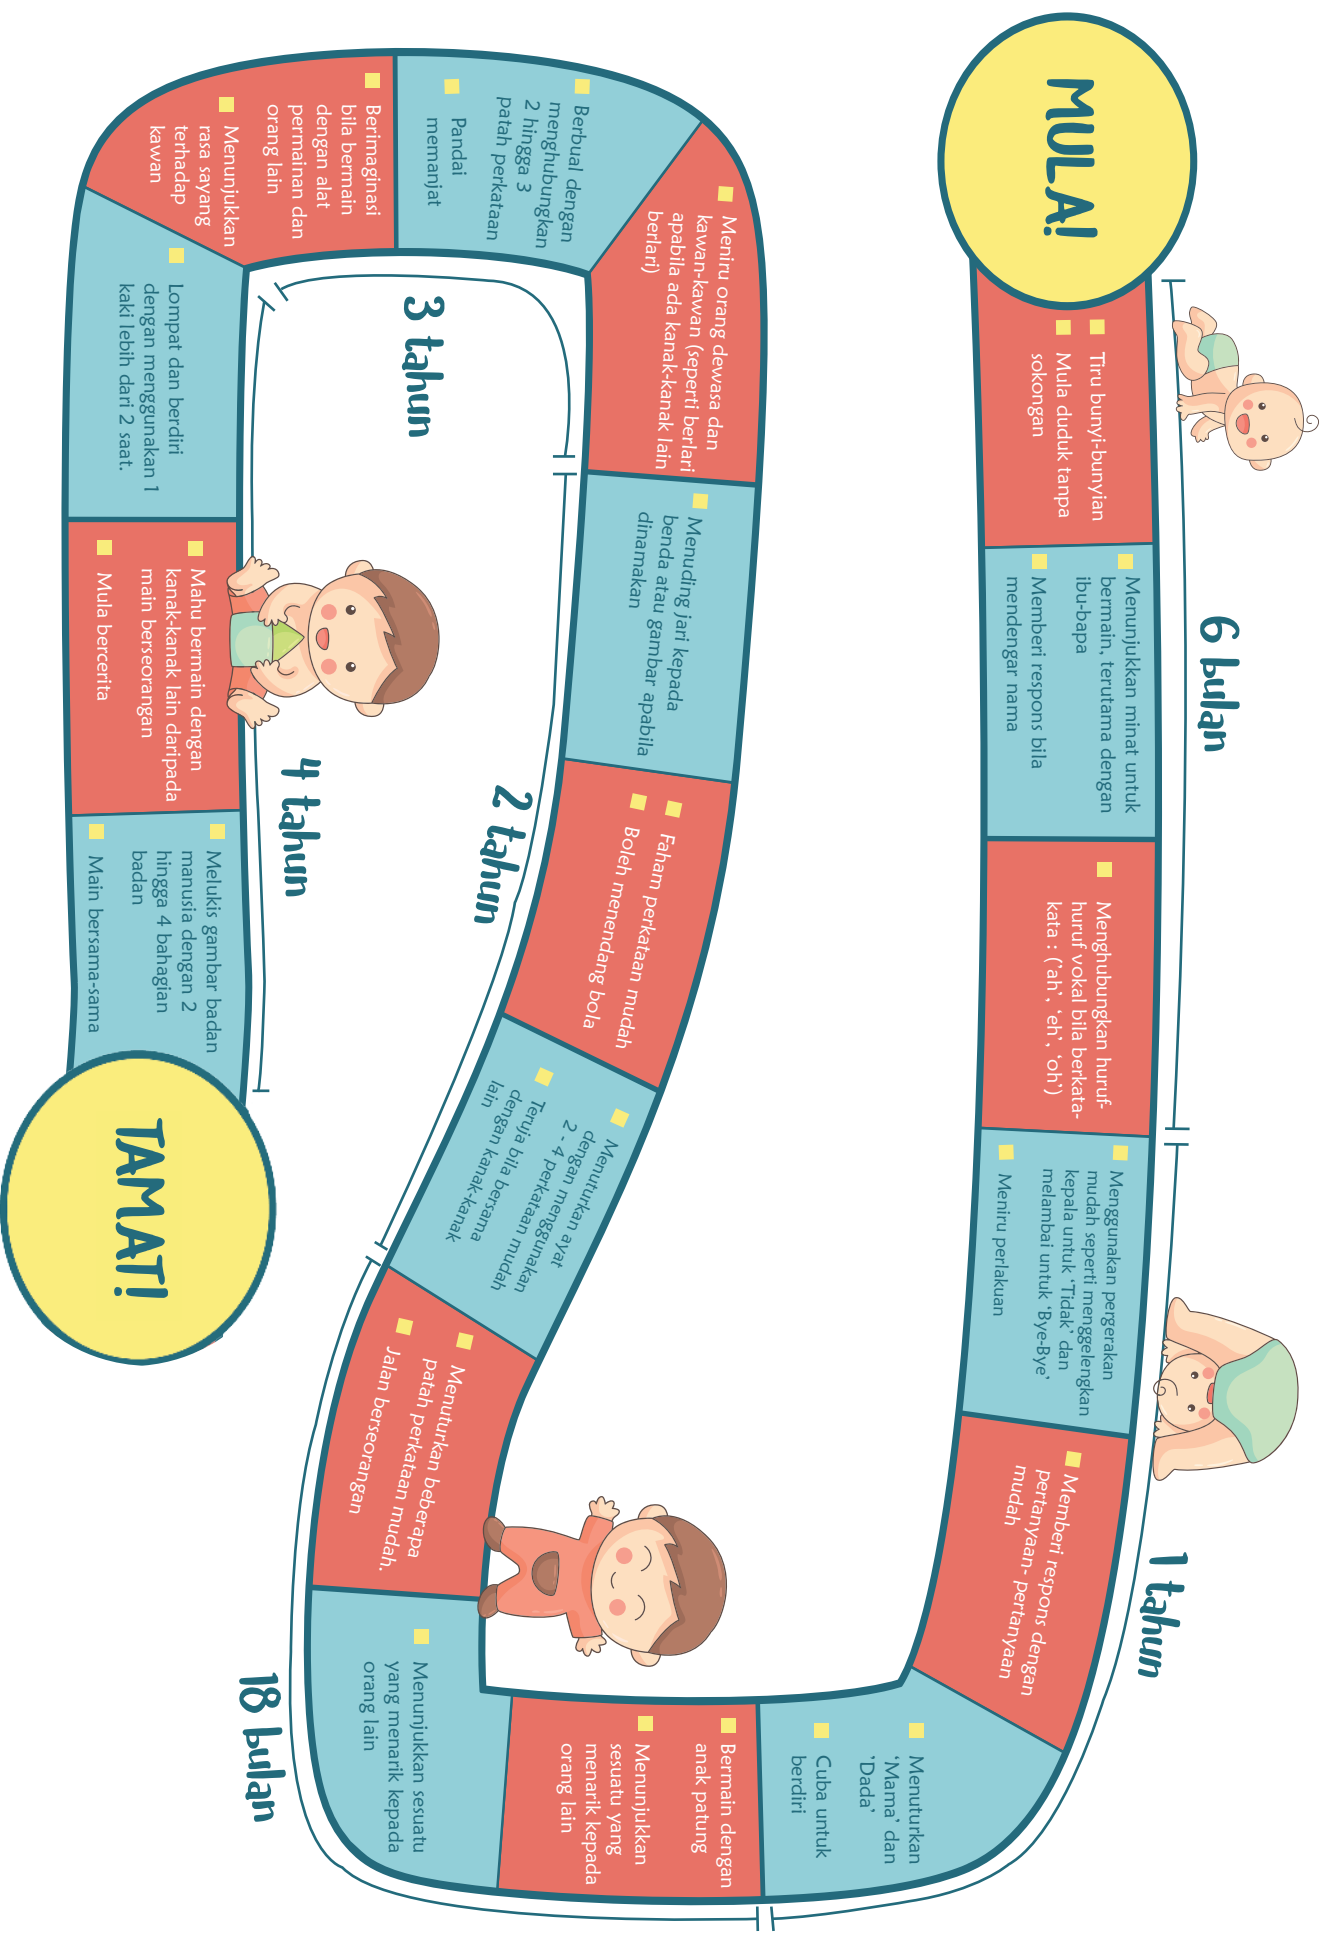 MULA!
Tiru bunyi-bunyian
Mula duduk tanpa
sokongan
6 bulan
Menunjukkan minat untuk
bermain, terutama dengan
ibu-bapa
Memberi respons bila
mendengar nama
Menghubungkan huruf-
huruf vokal bila berkata-
kata : ('ah', 'eh', 'oh')
Menggunakan pergerakan
mudah seperti menggelengkan
kepala untuk 'Tidak' dan
melambai untuk 'Bye-Bye'
Meniru perlakuan
1 tahun
Memberi respons dengan
pertanyaan- pertanyaan
mudah
Menuturkan
'Mama' dan
'Dada'
Cuba untuk
berdiri
Bermain dengan
anak patung
Menunjukkan
sesuatu yang
menarik kepada
orang lain
18 bulan
Menunjukkan sesuatu
yang menarik kepada
orang lain
Menuturkan beberapa
patah perkataan mudah.
Jalan berseorangan
Menuturkan ayat
dengan menggunakan
2 - 4 perkataan mudah
Teruja bila bersama
dengan kanak-kanak
lain
2 tahun
Faham perkataan mudah
Boleh menendang bola
Menuding jari kepada
benda atau gambar apabila
dinamakan
Meniru orang dewasa dan
kawan-kawan (seperti berlari
apabila ada kanak-kanak lain
berlari)
3 tahun
Berbual dengan
menghubungkan
2 hingga 3
patah perkataan
Pandai
memanjat
Berimaginasi
bila bermain
dengan alat
permainan dan
orang lain
Menunjukkan
rasa sayang
terhadap
kawan
Lompat dan berdiri
dengan menggunakan 1
kaki lebih dari 2 saat.
4 tahun
Mahu bermain dengan
kanak-kanak lain daripada
main berseorangan
Mula bercerita
Melukis gambar badan
manusia dengan 2
hingga 4 bahagian
badan
Main bersama-sama
TAMAT!